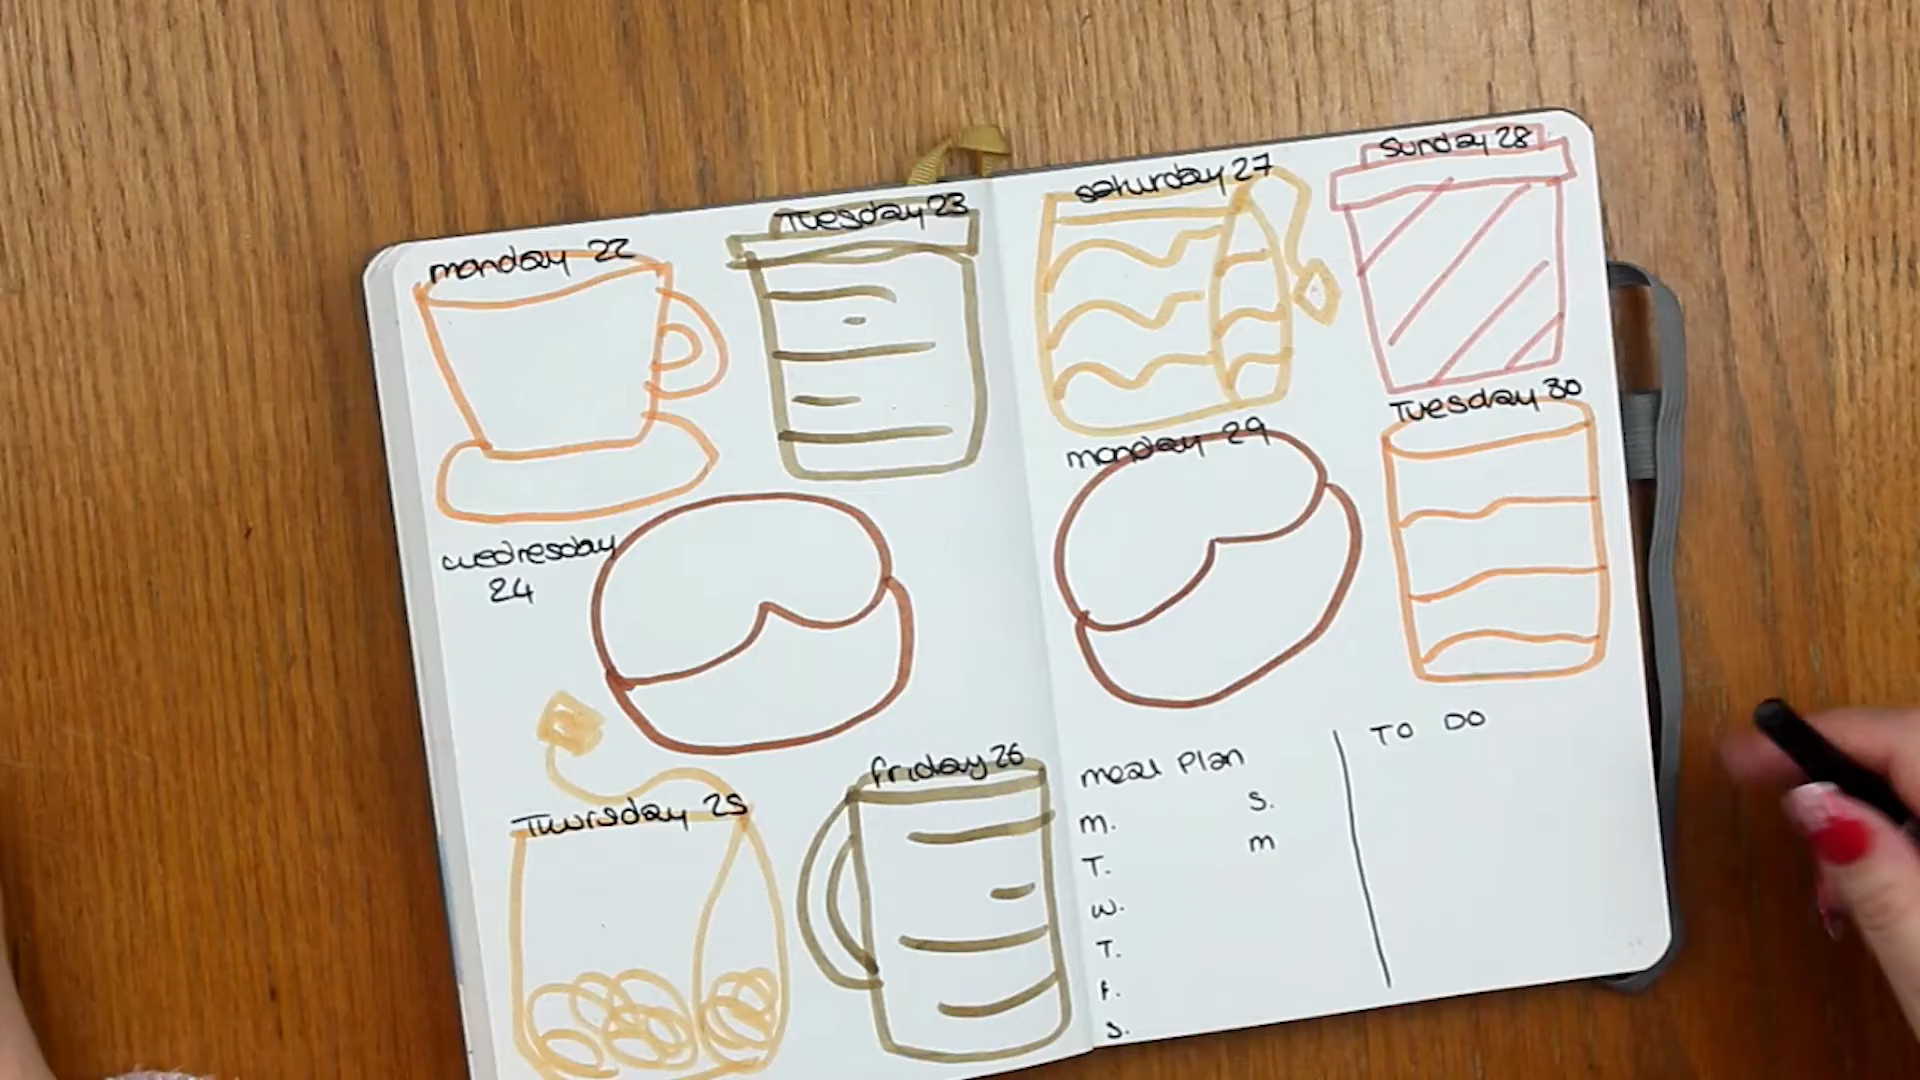 monday 22
Tuesday 23
wednesday
24
Thursday 25
friday 26
saturday 27
sunday 28
monday 29
Tuesday 30
meal Plan
m.
T.
w.
T.
f.
s.
s.
m
TO DO